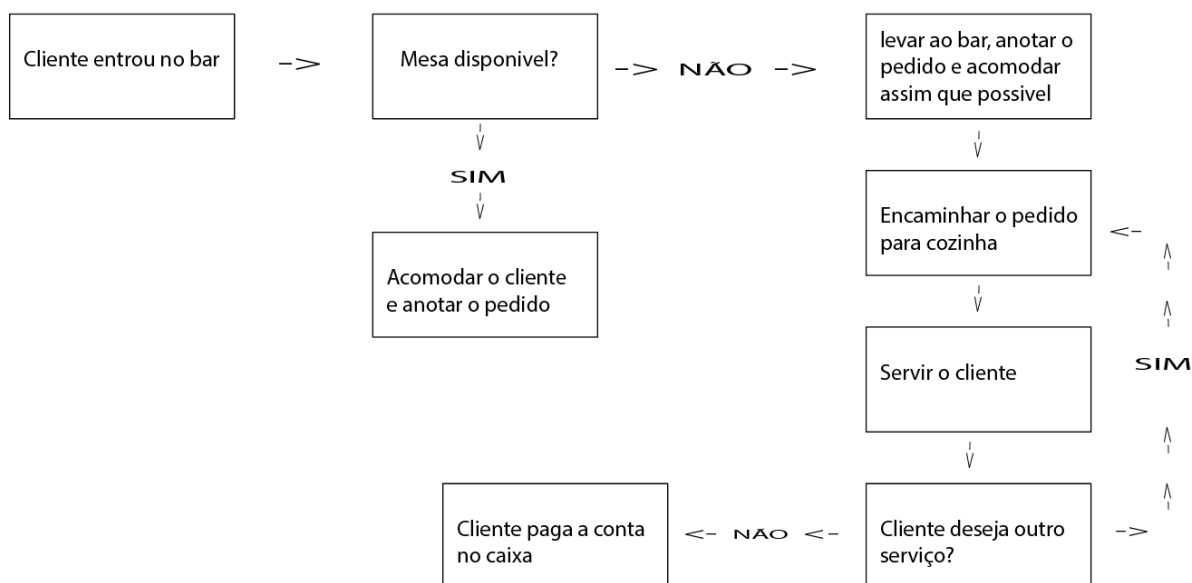 Cliente entrou no bar
Mesa disponivel?
NÃO
levar ao bar, anotar o
pedido e acomodar
assim que possivel
SIM
Acomodar o cliente
e anotar o pedido
Encaminhar o pedido
para cozinha
Servir o cliente
SIM
Cliente deseja outro
serviço?
NÃO
Cliente paga a conta
no caixa